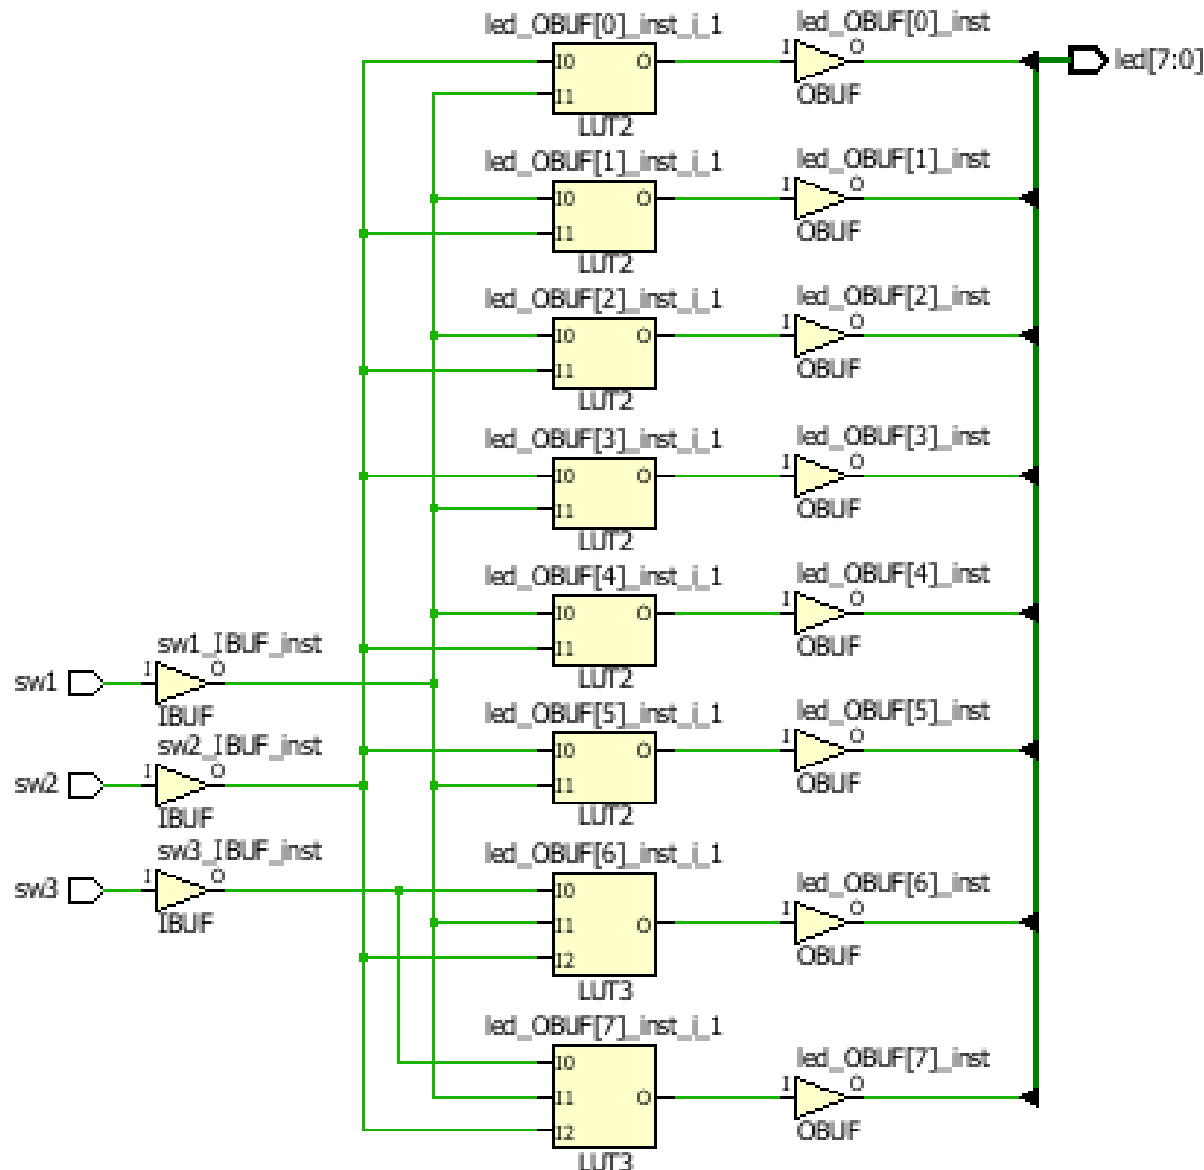 led_OBUF[0]_inst_i_1
led_OBUF[0]_inst
I0
O
I
O
led[7:0]
I1
OBUF
LUT2
led_OBUF[1]_inst_i_1
led_OBUF[1]_inst
I0
O
I
O
I1
OBUF
LUT2
led_OBUF[2]_inst_i_1
led_OBUF[2]_inst
I0
O
I
O
I1
OBUF
LUT2
led_OBUF[3]_inst_i_1
led_OBUF[3]_inst
I0
O
I
O
I1
OBUF
LUT2
led_OBUF[4]_inst_i_1
led_OBUF[4]_inst
I0
O
I
O
I1
OBUF
LUT2
sw1_IBUF_inst
sw1
I
O
IBUF
led_OBUF[5]_inst_i_1
led_OBUF[5]_inst
I0
O
I
O
I1
OBUF
LUT2
sw2_IBUF_inst
sw2
I
O
IBUF
sw3_IBUF_inst
sw3
I
O
IBUF
led_OBUF[6]_inst_i_1
led_OBUF[6]_inst
I0
I1
I2
O
I
O
OBUF
LUT3
led_OBUF[7]_inst_i_1
led_OBUF[7]_inst
I0
I1
I2
O
I
O
OBUF
LUT3